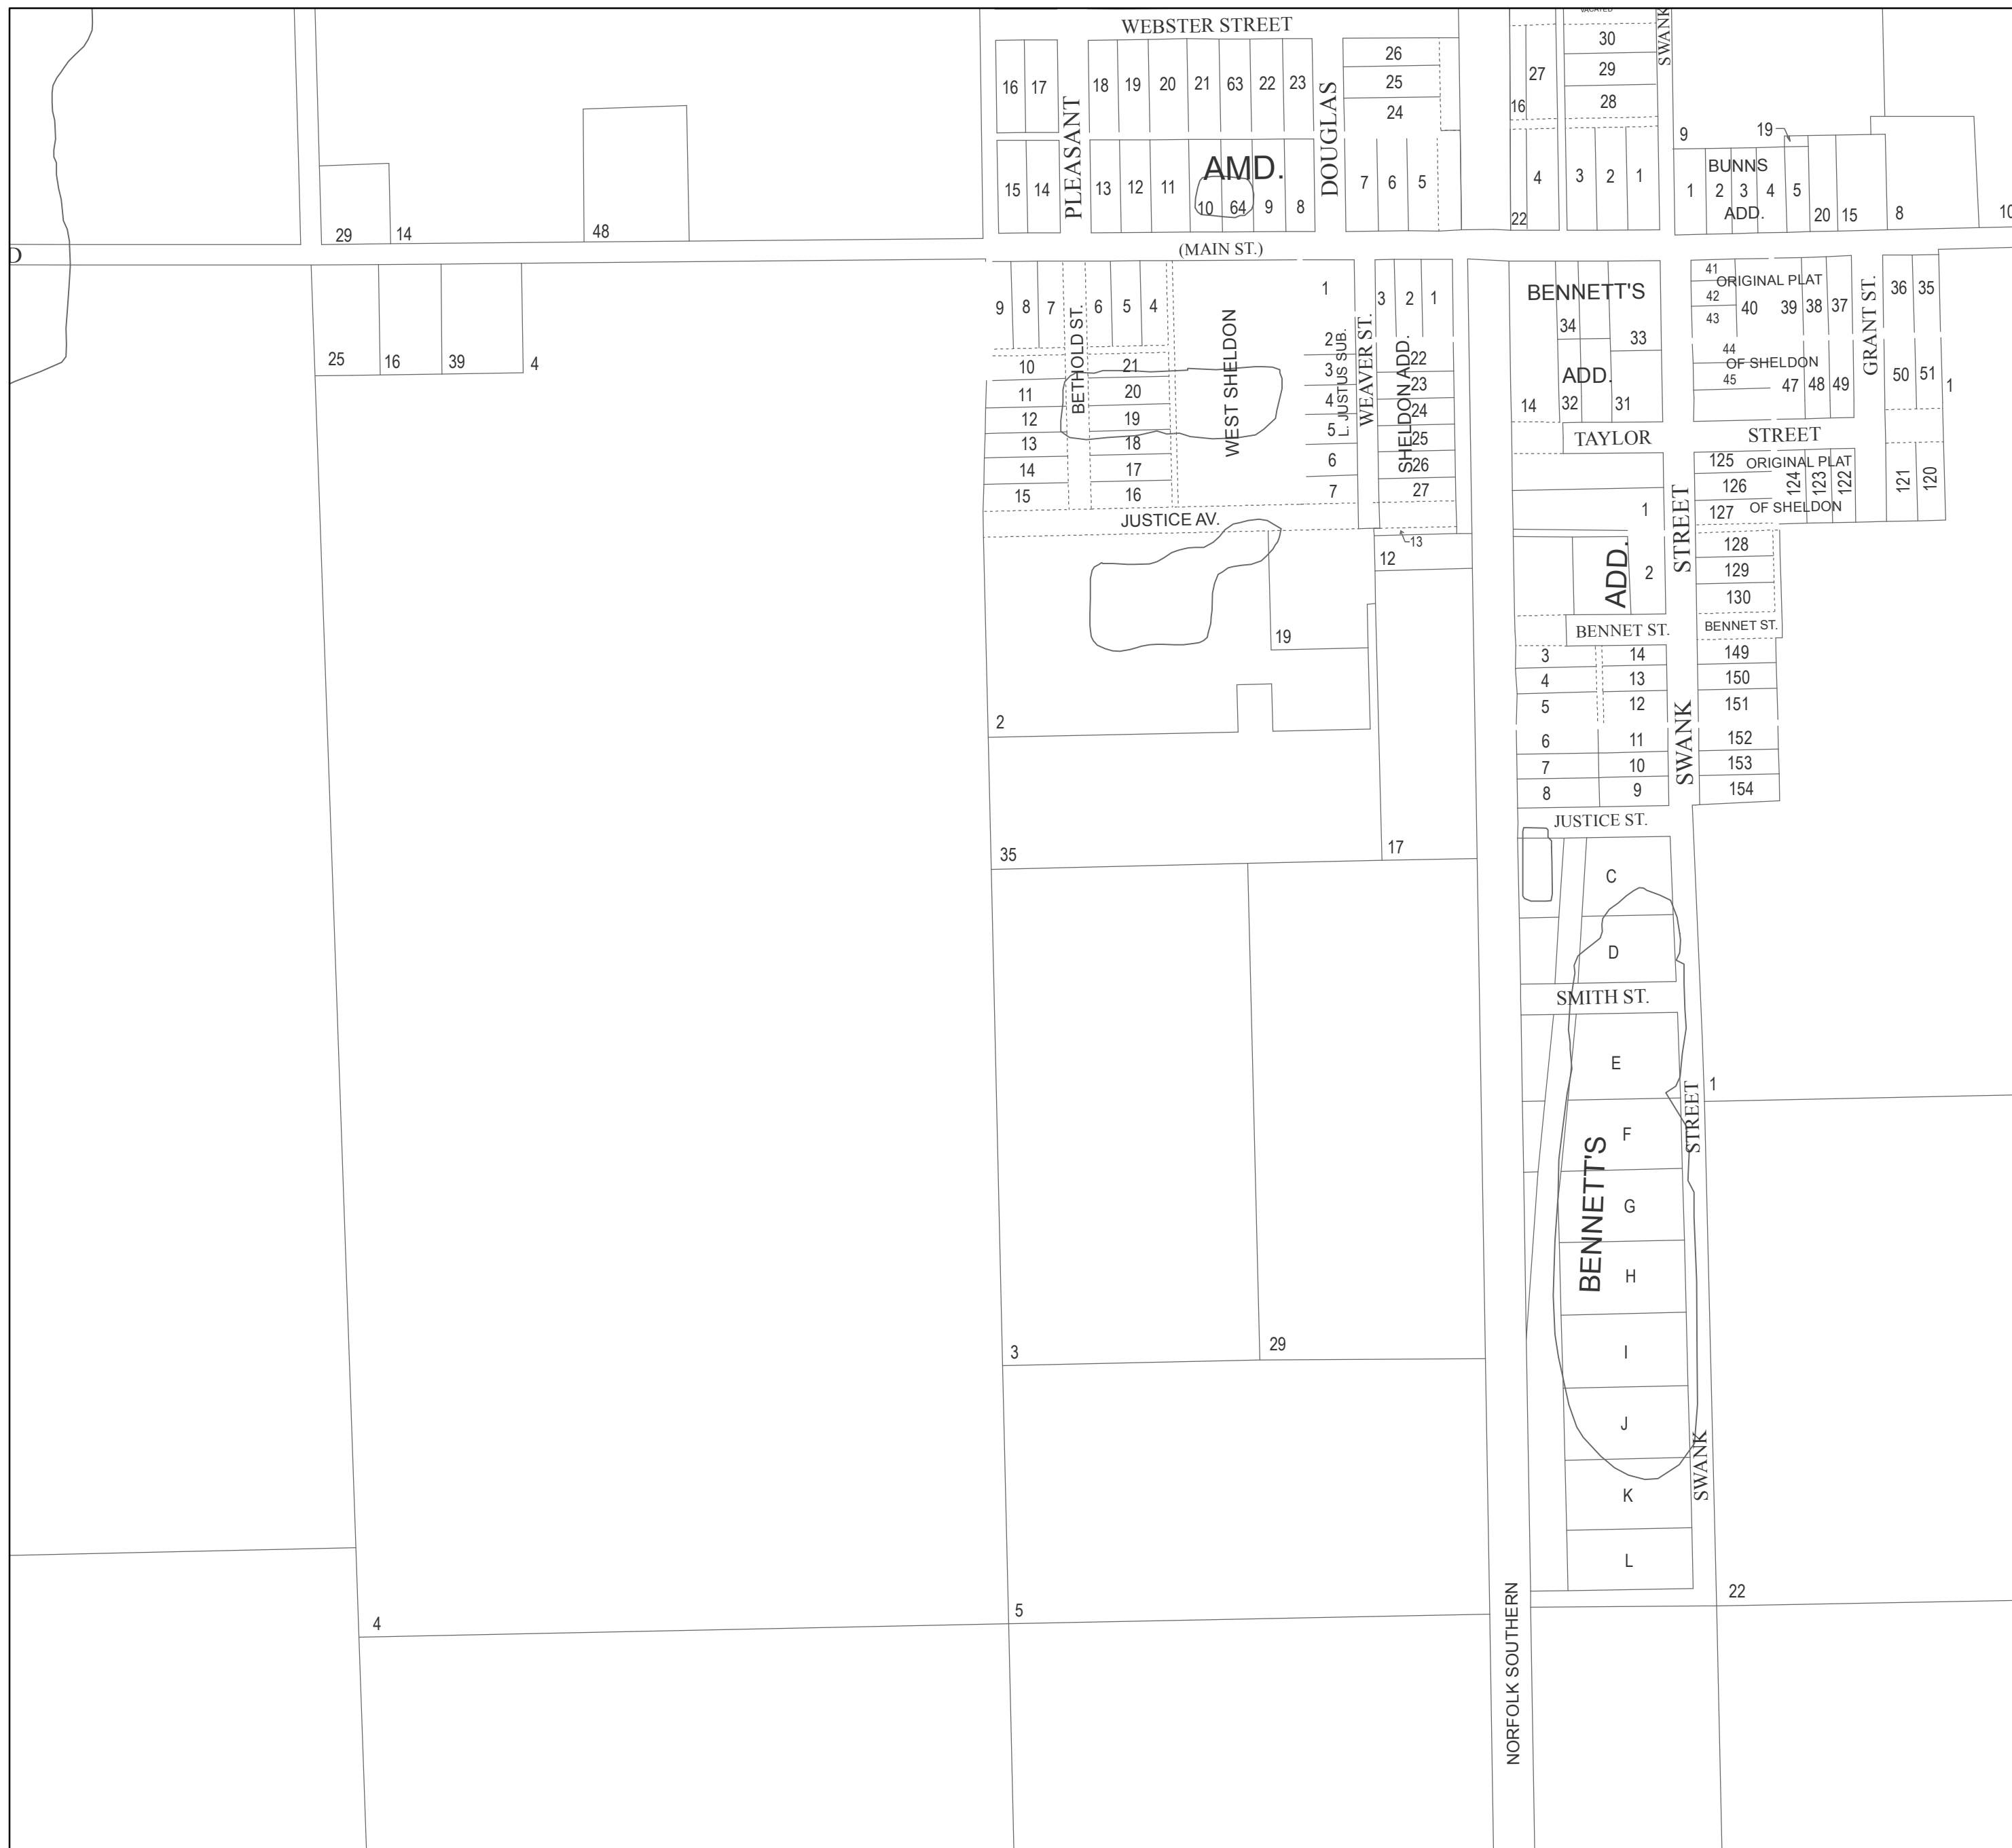 WEBSTER STREET
VACATED
SWANK
16 17
18 19 20 21 63 22 23
26
25
24
27
16
30
29
28
PLEASANT
DOUGLAS
AMD.
15 14
13 12 11 10 64 9 8
7 6 5
4
22
3 2 1
9
19
BUNNS
1 2 3 4 5
ADD.
20 15
8
10
29 14
48
(MAIN ST.)
25 16 39 4
9 8 7
BETHOLD ST.
6 5 4
WEST SHELDON
1
2
3
4
5
6
7
L. JUSTUS SUB.
WEAVER ST.
3 2 1
SHELDON ADD.
22
23
24
25
26
27
10
11
12
13
14
15
21
20
19
18
17
16
JUSTICE AV.
BENNETT'S
34
33
ADD.
14 32 31
41
ORIGINAL PLAT
42
43
40 39 38 37
44
OF SHELDON
45
47 48 49
GRANT ST.
36 35
50 51
1
TAYLOR STREET
125
ORIGINAL PLAT
126
127
OF SHELDON
124 123 122
121 120
1
ADD.
2
STREET
128
129
130
13
12
19
2
BENNET ST.
BENNET ST.
3 14
4 13
5 12
6 11
7 10
8 9
SWANK
149
150
151
152
153
154
JUSTICE ST.
35
17
C
D
SMITH ST.
E
1
F
STREET
BENNETT'S
G
H
I
J
SWANK
K
L
3
29
22
5
4
NORFOLK SOUTHERN